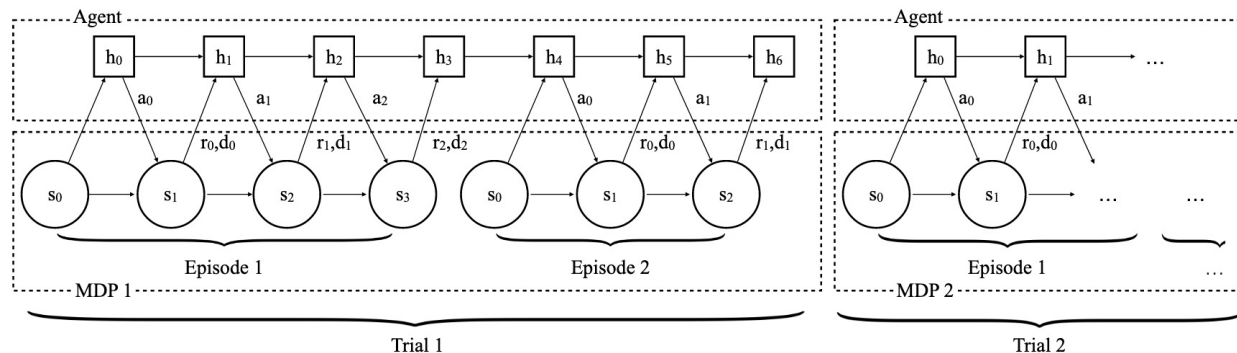 Agent Agent
h₀ h₁ h₂ h₃ h₄ h₅ h₆ h₀ h₁ ...
a₀ a₁ a₂ a₀ a₁ a₀ a₁
r₀,d₀ r₁,d₁ r₂,d₂ r₀,d₀ r₁,d₁ r₀,d₀
s₀ s₁ s₂ s₃ s₀ s₁ s₂ s₀ s₁ ... ...
Episode 1 Episode 2 Episode 1 ...
MDP 1 MDP 2
Trial 1 Trial 2